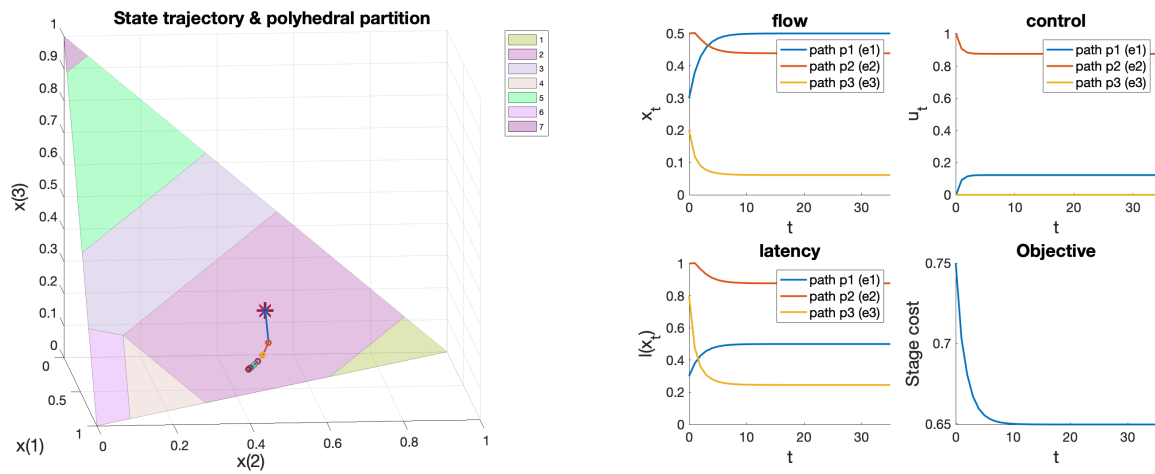 State trajectory & polyhedral partition
1
0.9
0.8
0.7
0.6
0.5
0.4
0.3
0.2
0.1
0
x(3)
0
0.5
1
x(1)
0
0.2
0.4
0.6
0.8
1
x(2)
1
2
3
4
5
6
7
flow
0.5
0.4
0.3
0.2
0.1
0
x_t
0
10
20
30
t
path p1 (e1)
path p2 (e2)
path p3 (e3)
control
1
0.8
0.6
0.4
0.2
0
u_t
0
10
20
30
t
path p1 (e1)
path p2 (e2)
path p3 (e3)
latency
1
0.8
0.6
0.4
0.2
0
l(x_t)
0
10
20
30
t
path p1 (e1)
path p2 (e2)
path p3 (e3)
Objective
0.75
0.7
0.65
Stage cost
0
10
20
30
t